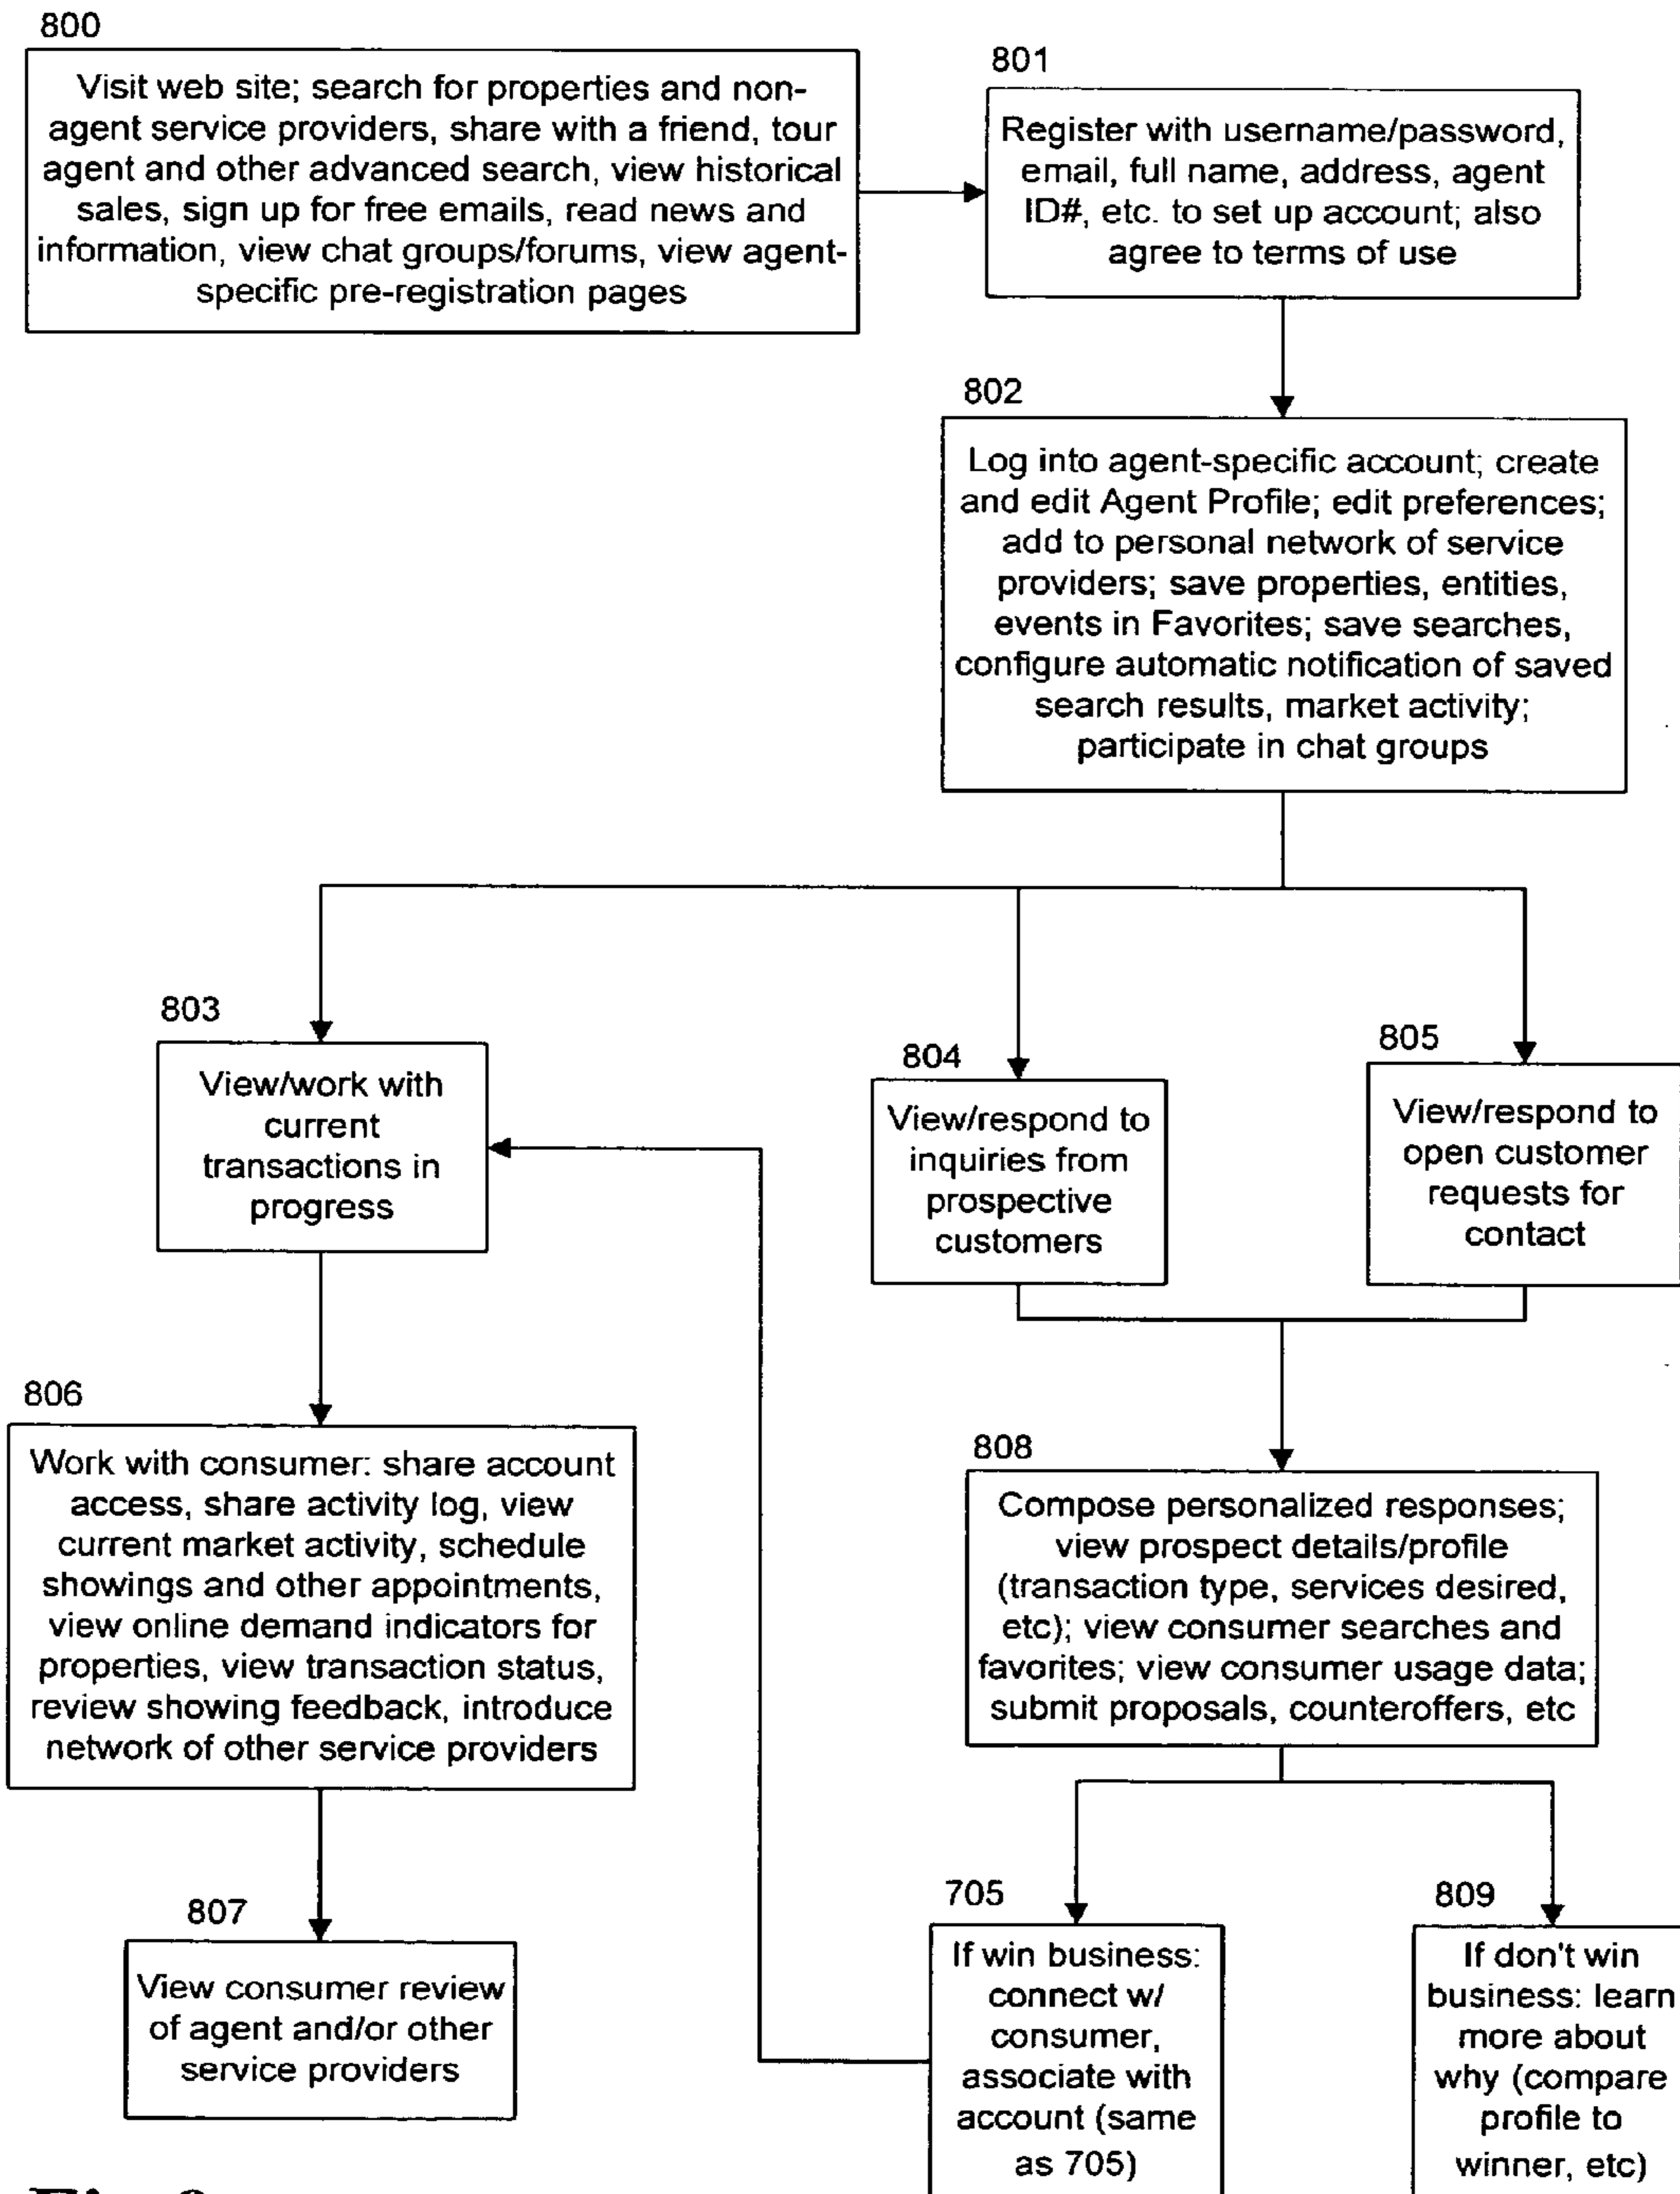 800
Visit web site; search for properties and non-
agent service providers, share with a friend, tour
agent and other advanced search, view historical
sales, sign up for free emails, read news and
information, view chat groups/forums, view agent-
specific pre-registration pages
801
Register with username/password,
email, full name, address, agent
ID#, etc. to set up account; also
agree to terms of use
802
Log into agent-specific account; create
and edit Agent Profile; edit preferences;
add to personal network of service
providers; save properties, entities,
events in Favorites; save searches,
configure automatic notification of saved
search results, market activity;
participate in chat groups
803
View/work with
current
transactions in
progress
804
View/respond to
inquiries from
prospective
customers
805
View/respond to
open customer
requests for
contact
806
Work with consumer: share account
access, share activity log, view
current market activity, schedule
showings and other appointments,
view online demand indicators for
properties, view transaction status,
review showing feedback, introduce
network of other service providers
808
Compose personalized responses;
view prospect details/profile
(transaction type, services desired,
etc); view consumer searches and
favorites; view consumer usage data;
submit proposals, counteroffers, etc
807
View consumer review
of agent and/or other
service providers
705
If win business:
connect w/
consumer,
associate with
account (same
as 705)
809
If don't win
business: learn
more about
why (compare
profile to
winner, etc)